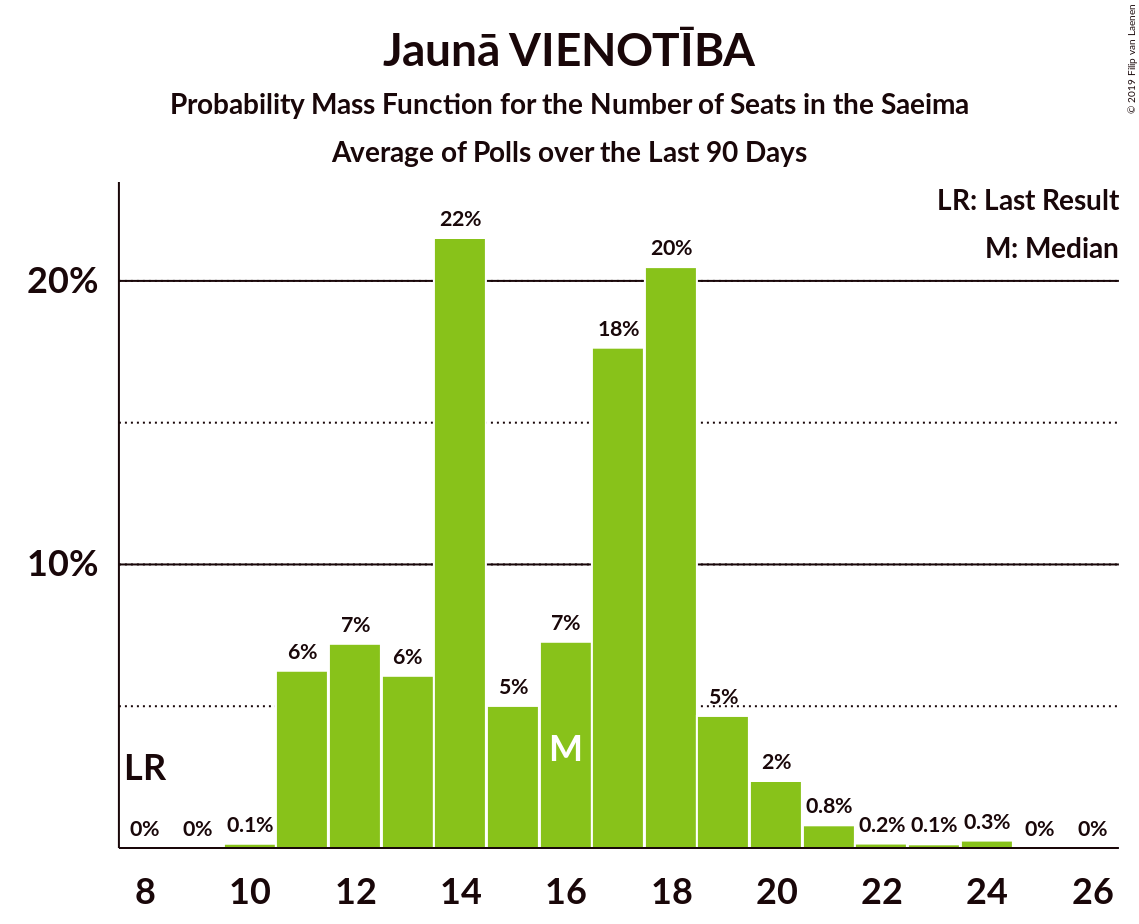 Jaunā VIENOTĪBA
Probability Mass Function for the Number of Seats in the Saeima
Average of Polls over the Last 90 Days
© 2019 Filip van Laenen
LR: Last Result
M: Median
20%
10%
0%
0%
0.1%
6%
7%
6%
22%
5%
7%
18%
20%
5%
2%
0.8%
0.2%
0.1%
0.3%
0%
0%
LR
M
8 10 12 14 16 18 20 22 24 26